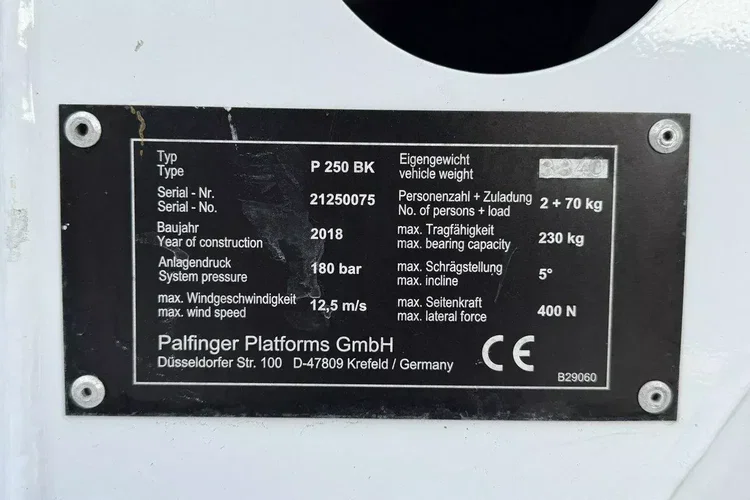 Typ
Type P 250 BK
Serial - Nr.
Serial - No. 21250075
Baujahr
Year of construction 2018
Anlagendruck
System pressure 180 bar
max. Windgeschwindigkeit
max. wind speed 12,5 m/s
Eigengewicht
vehicle weight
Personenzahl + Zuladung
No. of persons + load 2 + 70 kg
max. Tragfähigkeit
max. bearing capacity 230 kg
max. Schrägstellung
max. incline 5°
max. Seitenkraft
max. lateral force 400 N
Palfinger Platforms GmbH
Düsseldorfer Str. 100 D-47809 Krefeld / Germany
CE
B29060